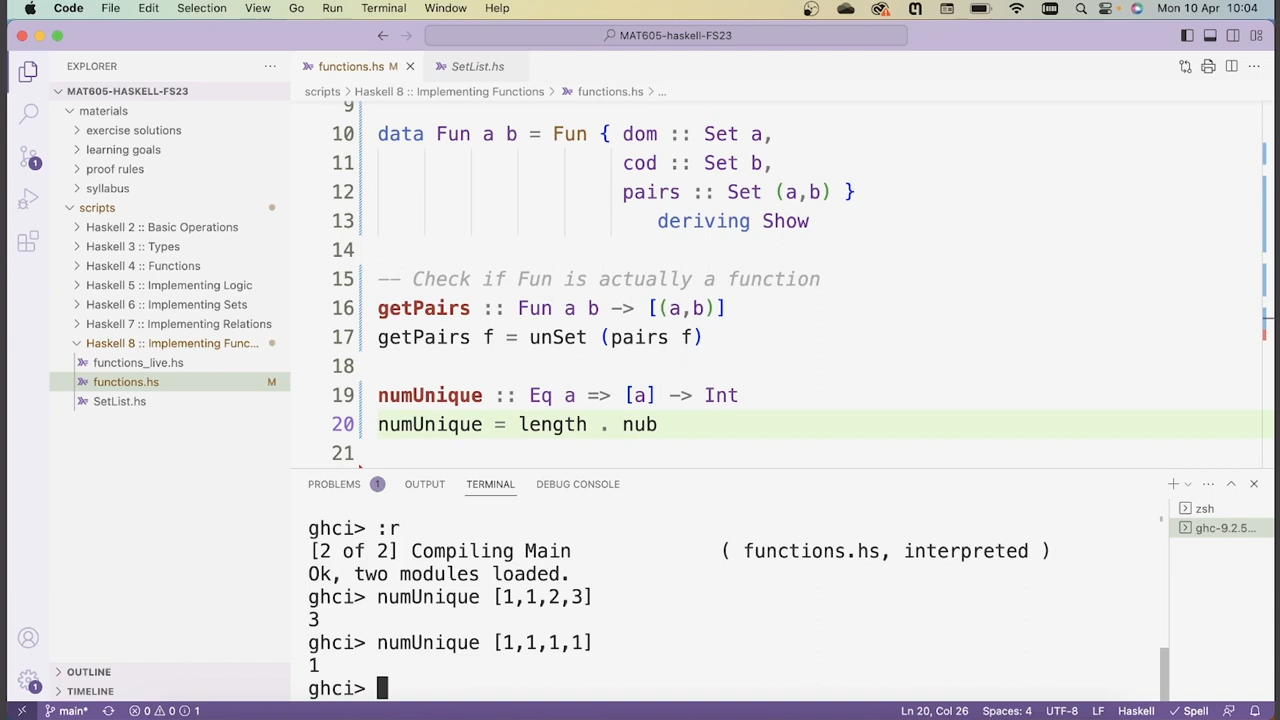 Code File Edit Selection View Go Run Terminal Window Help Mon 10 Apr 10:04
MAT605-haskell-FS23
EXPLORER
functions.hs M
SetList.hs
scripts > Haskell 8 :: Implementing Functions > functions.hs > ...
MAT605-HASKELL-FS23
materials
exercise solutions
learning goals
proof rules
syllabus
scripts
Haskell 2 :: Basic Operations
Haskell 3 :: Types
Haskell 4 :: Functions
Haskell 5 :: Implementing Logic
Haskell 6 :: Implementing Sets
Haskell 7 :: Implementing Relations
Haskell 8 :: Implementing Func...
functions_live.hs
functions.hs M
SetList.hs
OUTLINE
TIMELINE
9
10 data Fun a b = Fun { dom :: Set a,
11 cod :: Set b,
12 pairs :: Set (a,b) }
13 deriving Show
14
15 -- Check if Fun is actually a function
16 getPairs :: Fun a b -> [(a,b)]
17 getPairs f = unSet (pairs f)
18
19 numUnique :: Eq a => [a] -> Int
20 numUnique = length . nub
21
PROBLEMS 1 OUTPUT TERMINAL DEBUG CONSOLE
ghci> :r
[2 of 2] Compiling Main ( functions.hs, interpreted )
Ok, two modules loaded.
ghci> numUnique [1,1,2,3]
3
ghci> numUnique [1,1,1,1]
1
ghci>
zsh
ghc-9.2.5...
1
1
main* 0 0 1 Ln 20, Col 26 Spaces: 4 UTF-8 LF Haskell Spell